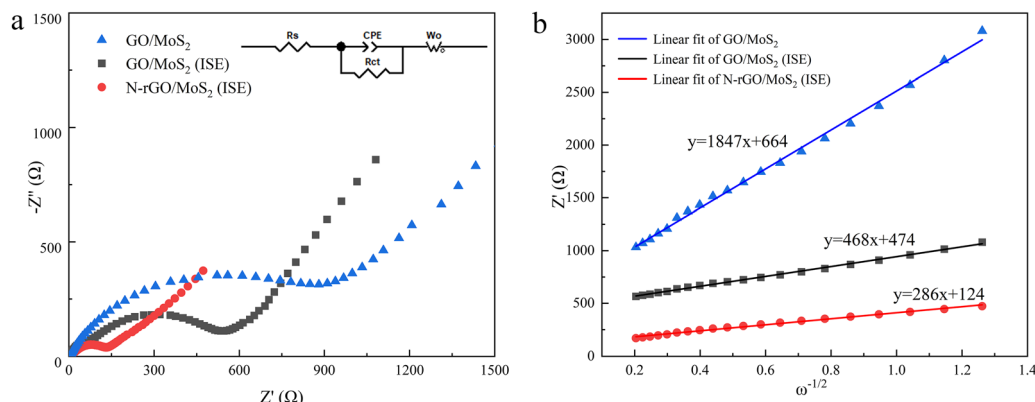 a
GO/MoS₂
GO/MoS₂ (ISE)
N-rGO/MoS₂ (ISE)
Rs
CPE
Wo
Rct
1500
1000
500
0
-Z'' (Ω)
0
300
600
900
1200
1500
Z' (Ω)
b
Linear fit of GO/MoS₂
Linear fit of GO/MoS₂ (ISE)
Linear fit of N-rGO/MoS₂ (ISE)
y=1847x+664
y=468x+474
y=286x+124
3000
2500
2000
1500
1000
500
0
Z' (Ω)
0.2
0.4
0.6
0.8
1.0
1.2
1.4
ω⁻¹/²